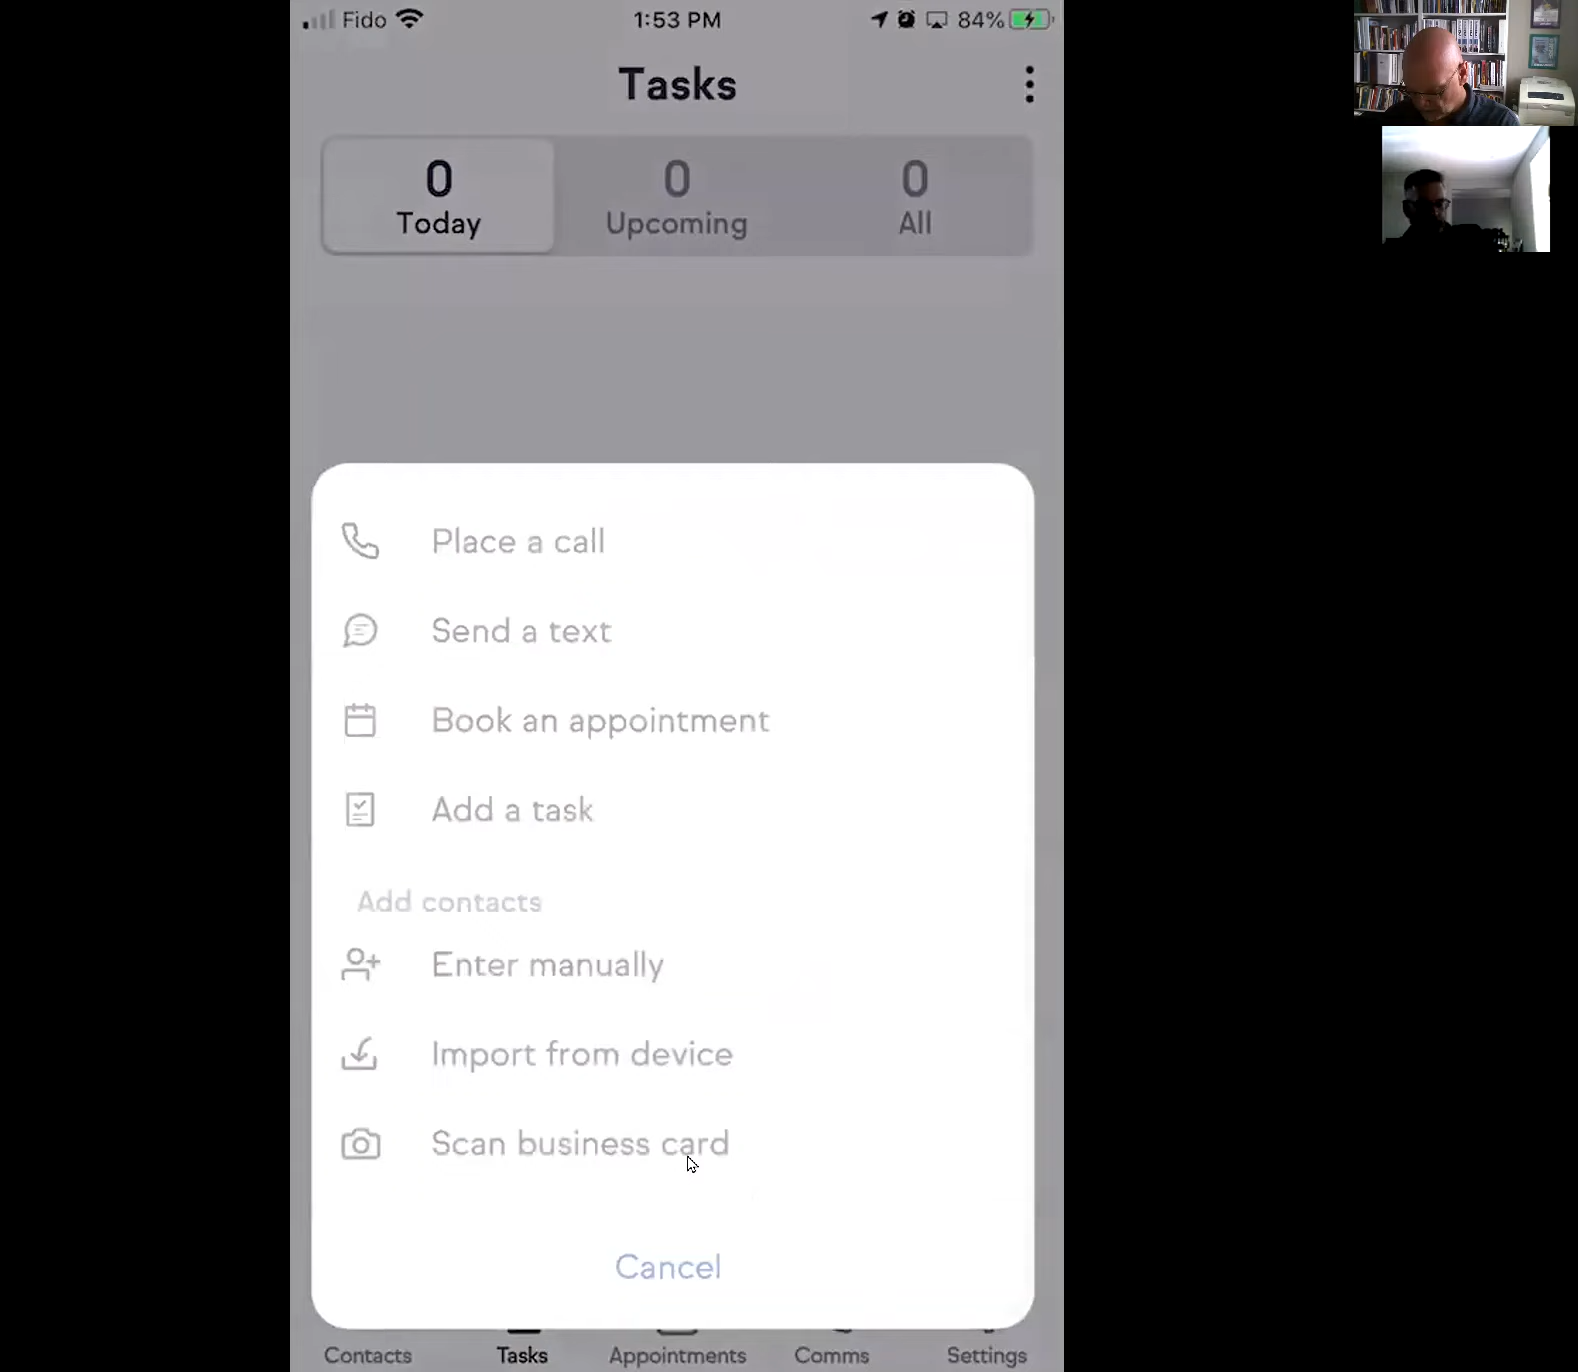 Fido 1:53 PM 84%
Tasks
0 0 0
Today Upcoming All
Place a call
Send a text
Book an appointment
Add a task
Add contacts
Enter manually
Import from device
Scan business card
Cancel
Contacts Tasks Appointments Comms Settings